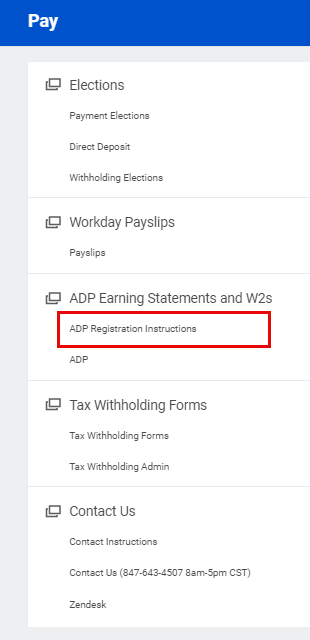 Pay
Elections
Payment Elections
Direct Deposit
Withholding Elections
Workday Payslips
Payslips
ADP Earning Statements and W2s
ADP Registration Instructions
ADP
Tax Withholding Forms
Tax Withholding Forms
Tax Withholding Admin
Contact Us
Contact Instructions
Contact Us (847-643-4507 8am-5pm CST)
Zendesk